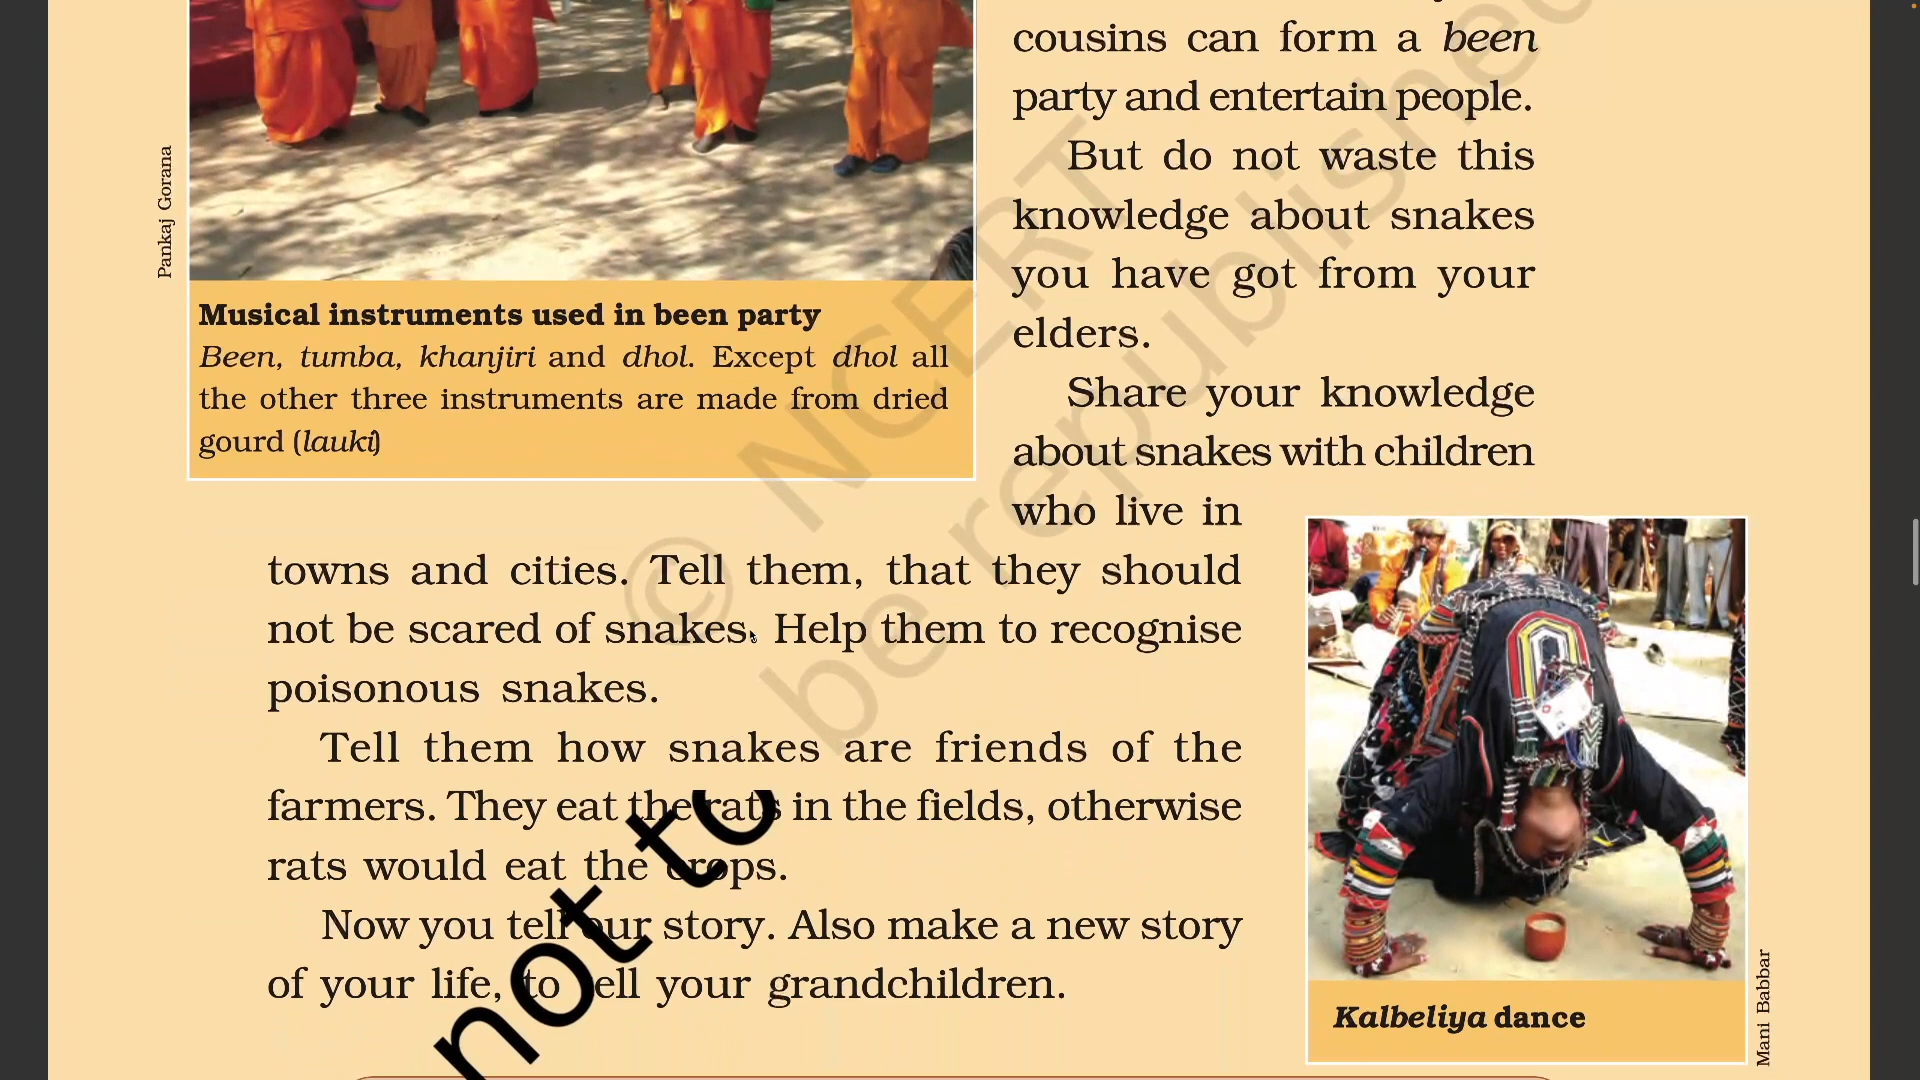 Pankaj Gorana
Musical instruments used in been party
Been, tumba, khanjiri and dhol. Except dhol all
the other three instruments are made from dried
gourd (lauki)
cousins can form a been
party and entertain people.
But do not waste this
knowledge about snakes
you have got from your
elders.
Share your knowledge
about snakes with children
who live in
towns and cities. Tell them, that they should
not be scared of snakes. Help them to recognise
poisonous snakes.
Tell them how snakes are friends of the
farmers. They eat the rats in the fields, otherwise
rats would eat the crops.
Now you tell our story. Also make a new story
of your life, to tell your grandchildren.
Kalbeliya dance
Mani Babbar
© NCERT
not to be republished